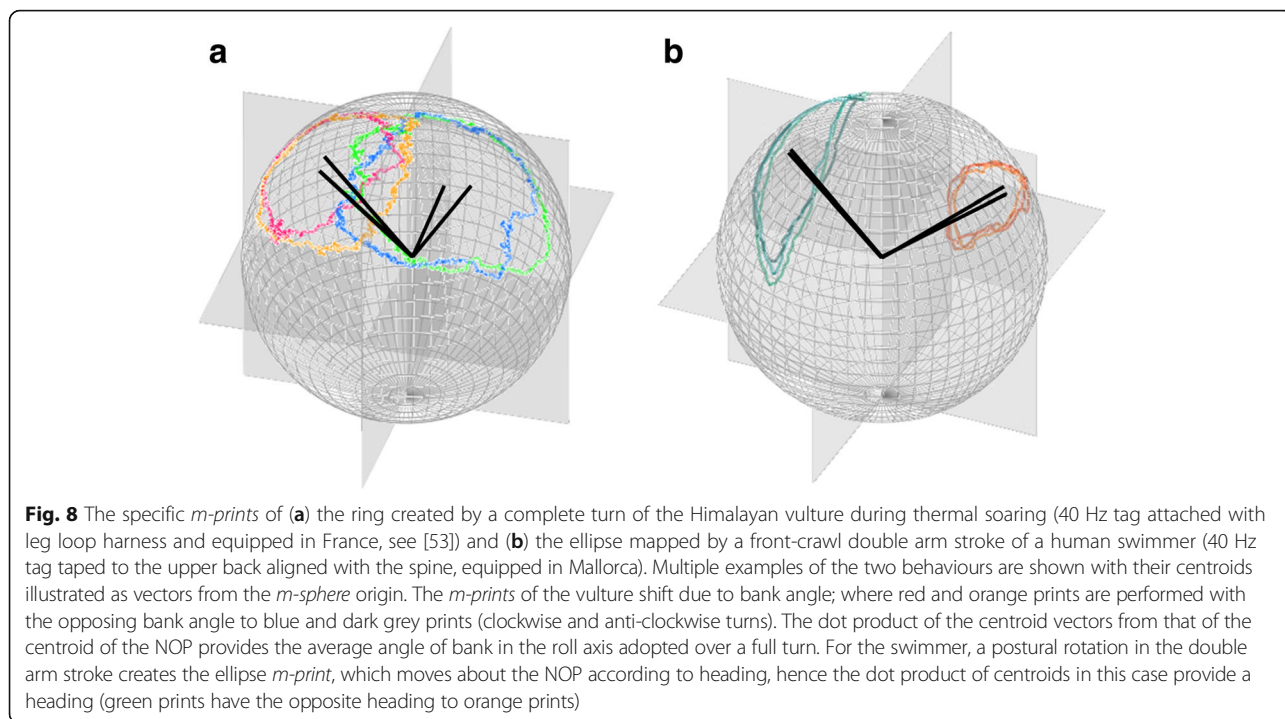 a
b
Fig. 8 The specific m-prints of (a) the ring created by a complete turn of the Himalayan vulture during thermal soaring (40 Hz tag attached with
leg loop harness and equipped in France, see [53]) and (b) the ellipse mapped by a front-crawl double arm stroke of a human swimmer (40 Hz
tag taped to the upper back aligned with the spine, equipped in Mallorca). Multiple examples of the two behaviours are shown with their centroids
illustrated as vectors from the m-sphere origin. The m-prints of the vulture shift due to bank angle; where red and orange prints are performed with
the opposing bank angle to blue and dark grey prints (clockwise and anti-clockwise turns). The dot product of the centroid vectors from that of the
centroid of the NOP provides the average angle of bank in the roll axis adopted over a full turn. For the swimmer, a postural rotation in the double
arm stroke creates the ellipse m-print, which moves about the NOP according to heading, hence the dot product of centroids in this case provide a
heading (green prints have the opposite heading to orange prints)